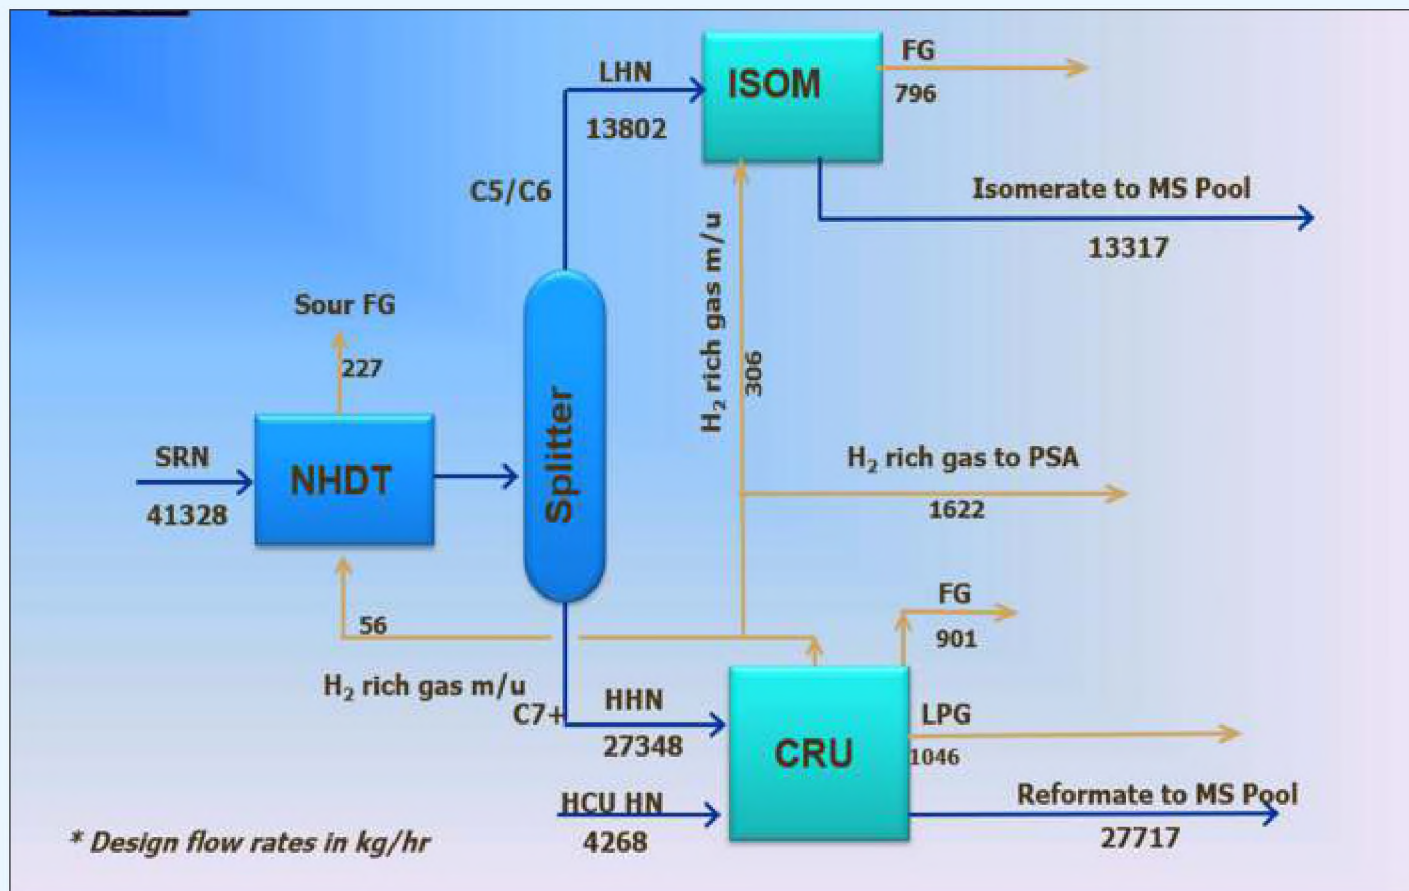 LHN
13802
ISOM
FG
796
C5/C6
Isomerate to MS Pool
13317
H₂ rich gas m/u
306
Sour FG
227
SRN
41328
NHDT
Splitter
H₂ rich gas to PSA
1622
56
H₂ rich gas m/u
FG
901
C7+
HHN
27348
CRU
LPG
1046
HCU HN
4268
Reformate to MS Pool
27717
* Design flow rates in kg/hr